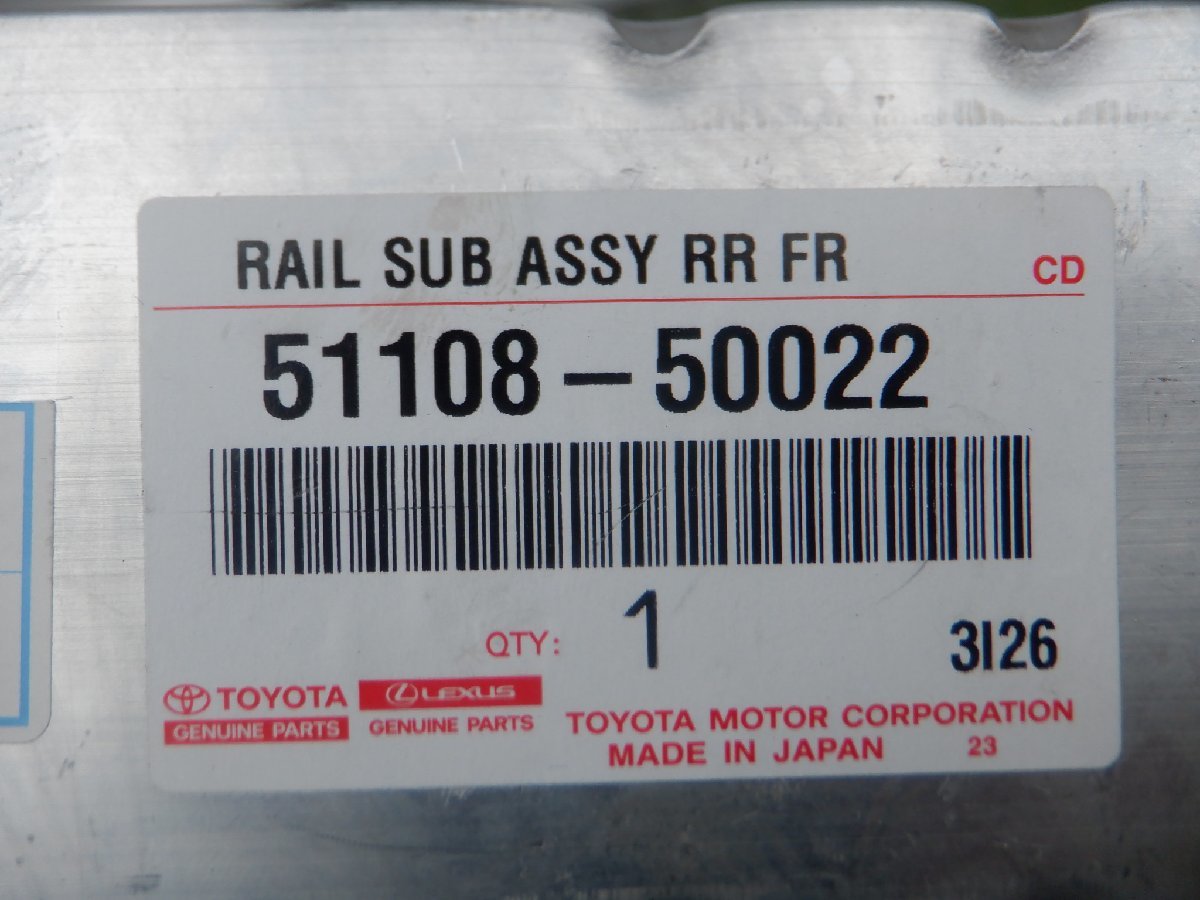 RAIL SUB ASSY RR FR CD
51108-50022
QTY: 1 3I26
TOYOTA LEXUS
GENUINE PARTS GENUINE PARTS
TOYOTA MOTOR CORPORATION
MADE IN JAPAN 23